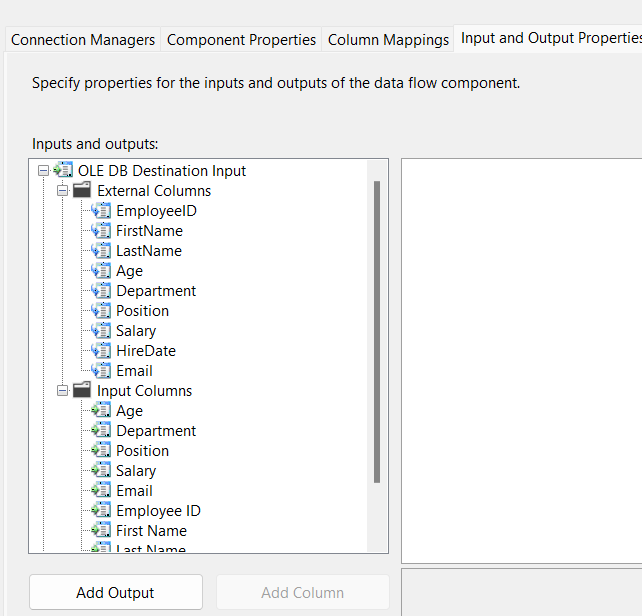 Connection Managers Component Properties Column Mappings Input and Output Properties
Specify properties for the inputs and outputs of the data flow component.
Inputs and outputs:
OLE DB Destination Input
External Columns
EmployeeID
FirstName
LastName
Age
Department
Position
Salary
HireDate
Email
Input Columns
Age
Department
Position
Salary
Email
Employee ID
First Name
Last Name
Add Output Add Column